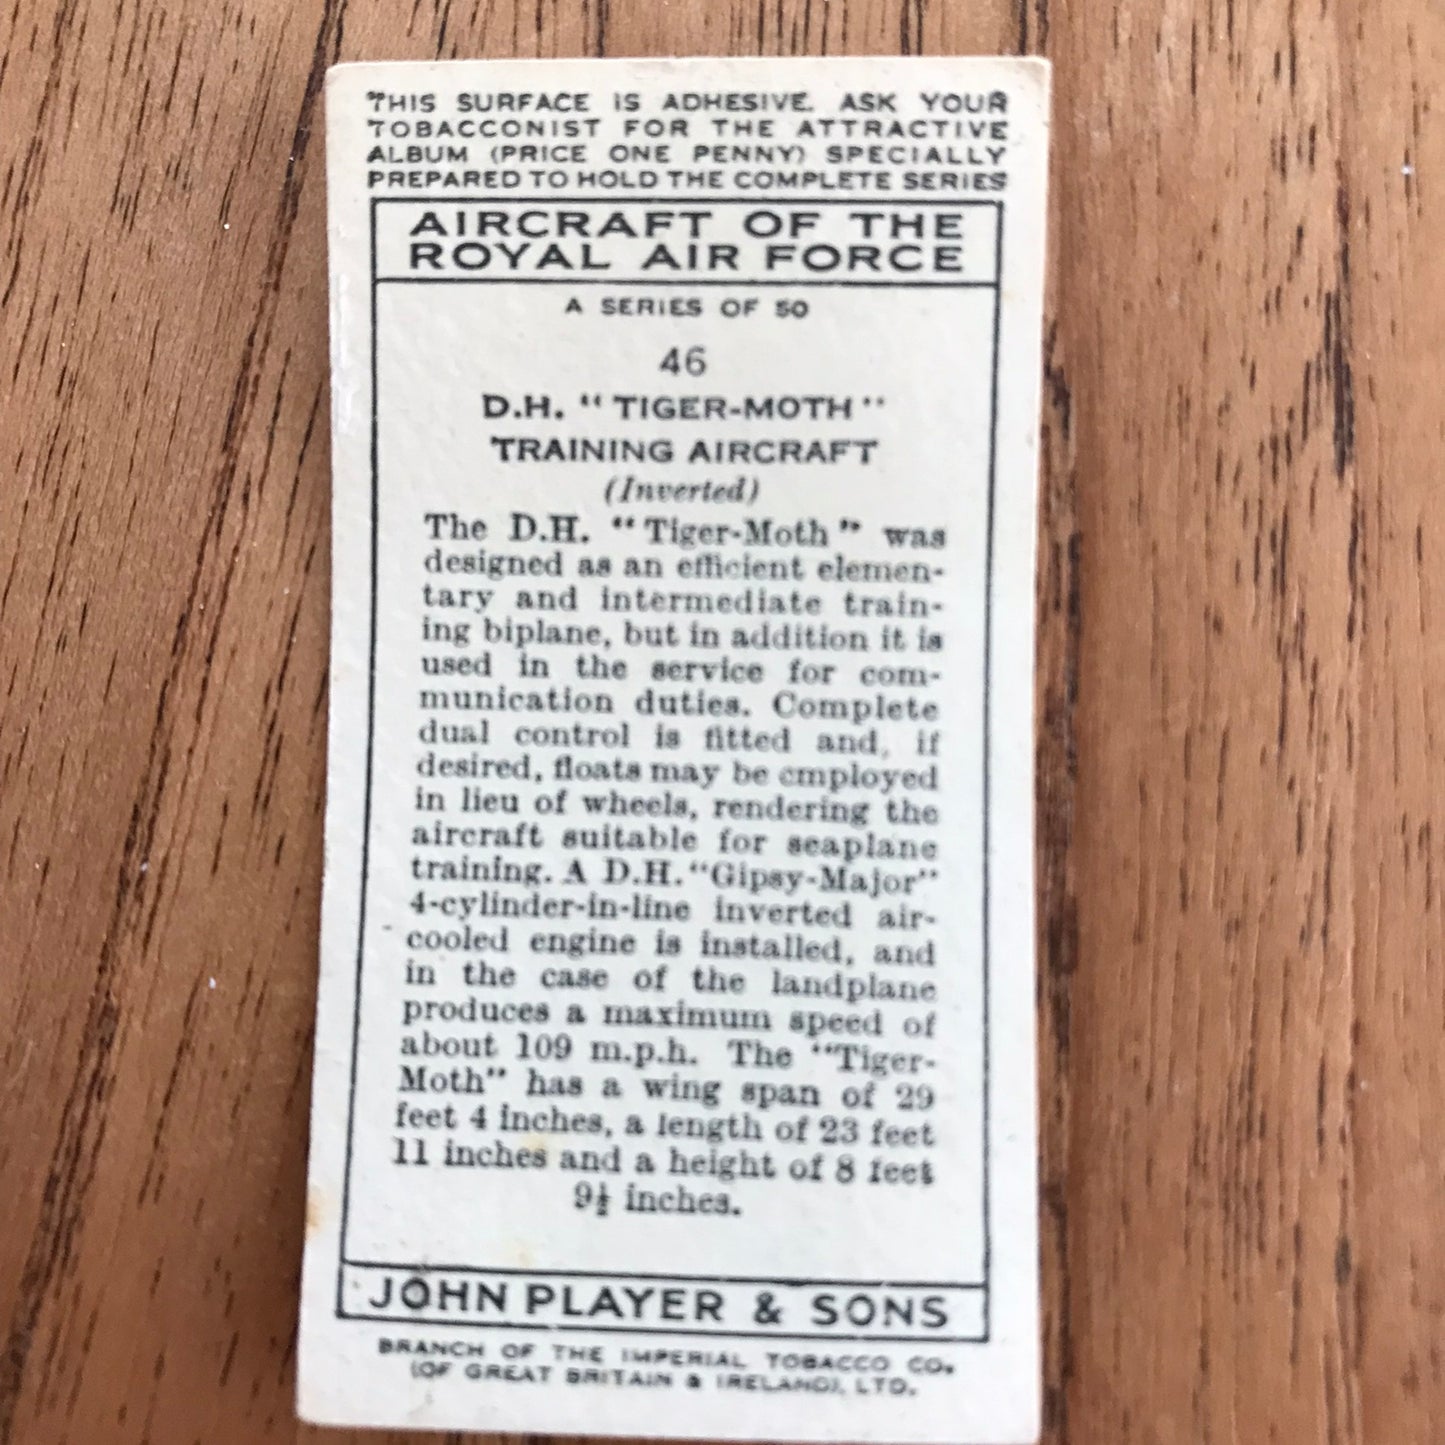 THIS SURFACE IS ADHESIVE. ASK YOUR
TOBACCONIST FOR THE ATTRACTIVE
ALBUM (PRICE ONE PENNY) SPECIALLY
PREPARED TO HOLD THE COMPLETE SERIES
AIRCRAFT OF THE
ROYAL AIR FORCE
A SERIES OF 50
46
D.H. "TIGER-MOTH"
TRAINING AIRCRAFT
(Inverted)
The D.H. "Tiger-Moth" was
designed as an efficient elemen-
tary and intermediate train-
ing biplane, but in addition it is
used in the service for com-
munication duties. Complete
dual control is fitted and, if
desired, floats may be employed
in lieu of wheels, rendering the
aircraft suitable for seaplane
training. A D.H. "Gipsy-Major"
4-cylinder-in-line inverted air-
cooled engine is installed, and
in the case of the landplane
produces a maximum speed of
about 109 m.p.h. The "Tiger-
Moth" has a wing span of 29
feet 4 inches, a length of 23 feet
11 inches and a height of 8 feet
9½ inches.
JOHN PLAYER & SONS
BRANCH OF THE IMPERIAL TOBACCO CO.
(OF GREAT BRITAIN & IRELAND), LTD.